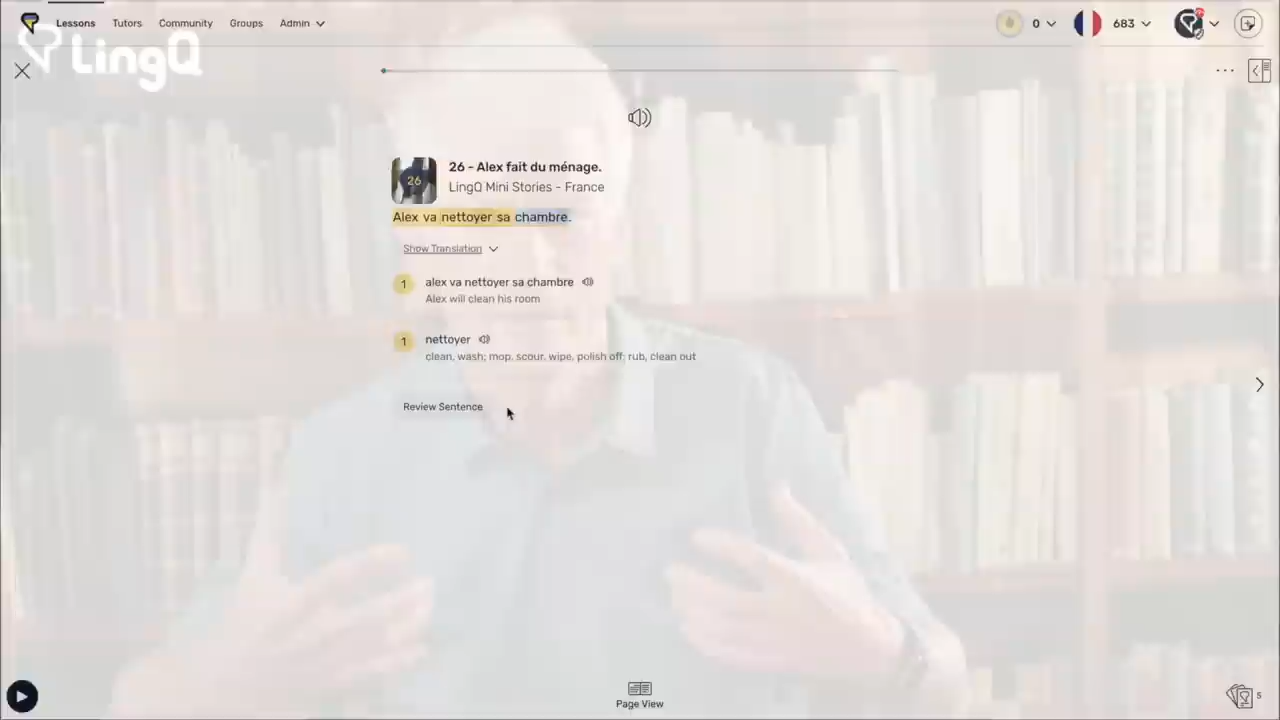 Lessons Tutors Community Groups Admin 0 683
LingQ
26
26 - Alex fait du ménage.
LingQ Mini Stories - France
Alex va nettoyer sa chambre.
Show Translation
1 alex va nettoyer sa chambre
Alex will clean his room
1 nettoyer
clean, wash; mop, scour, wipe, polish off; rub, clean out
Review Sentence
Page View
5